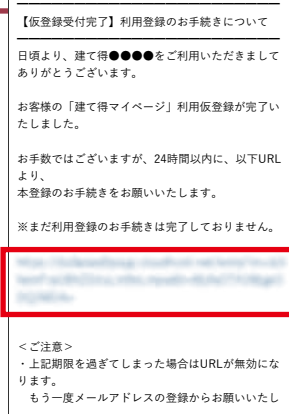 【仮登録受付完了】利用登録のお手続きについて
日頃より、建て得●●●●をご利用いただきまして
ありがとうございます。
お客様の「建て得マイページ」利用仮登録が完了い
たしました。
お手数ではございますが、24時間以内に、以下URL
より、
本登録のお手続きをお願いいたします。
※まだ利用登録のお手続きは完了しておりません。
＜ご注意＞
・上記期限を過ぎてしまった場合はURLが無効にな
ります。
もう一度メールアドレスの登録からお願いいたし